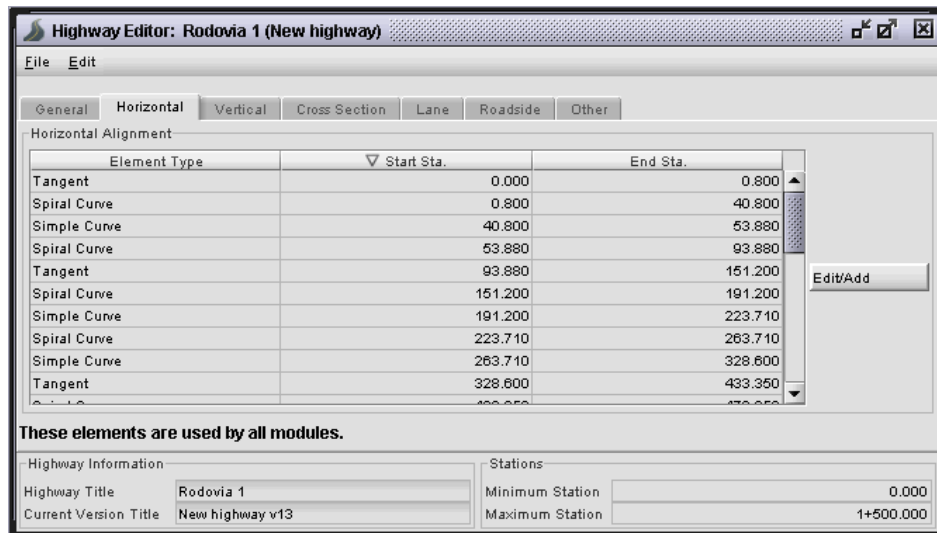 Highway Editor: Rodovia 1 (New highway)
File Edit
General Horizontal Vertical Cross Section Lane Roadside Other
Horizontal Alignment
Element Type Start Sta. End Sta.
Tangent 0.000 0.800
Spiral Curve 0.800 40.800
Simple Curve 40.800 53.880
Spiral Curve 53.880 93.880
Tangent 93.880 151.200
Edit/Add
Spiral Curve 151.200 191.200
Simple Curve 191.200 223.710
Spiral Curve 223.710 263.710
Simple Curve 263.710 328.600
Tangent 328.600 433.350
These elements are used by all modules.
Highway Information Stations
Highway Title Rodovia 1 Minimum Station 0.000
Current Version Title New highway v13 Maximum Station 1+500.000